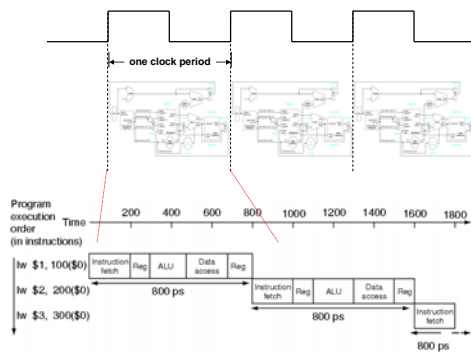 one clock period
Program
execution
order
(in instructions)
Time
200 400 600 800 1000 1200 1400 1600 1800
lw $1, 100($0)
Instruction
fetch
Reg
ALU
Data
access
Reg
800 ps
lw $2, 200($0)
Instruction
fetch
Reg
ALU
Data
access
Reg
800 ps
lw $3, 300($0)
Instruction
fetch
800 ps